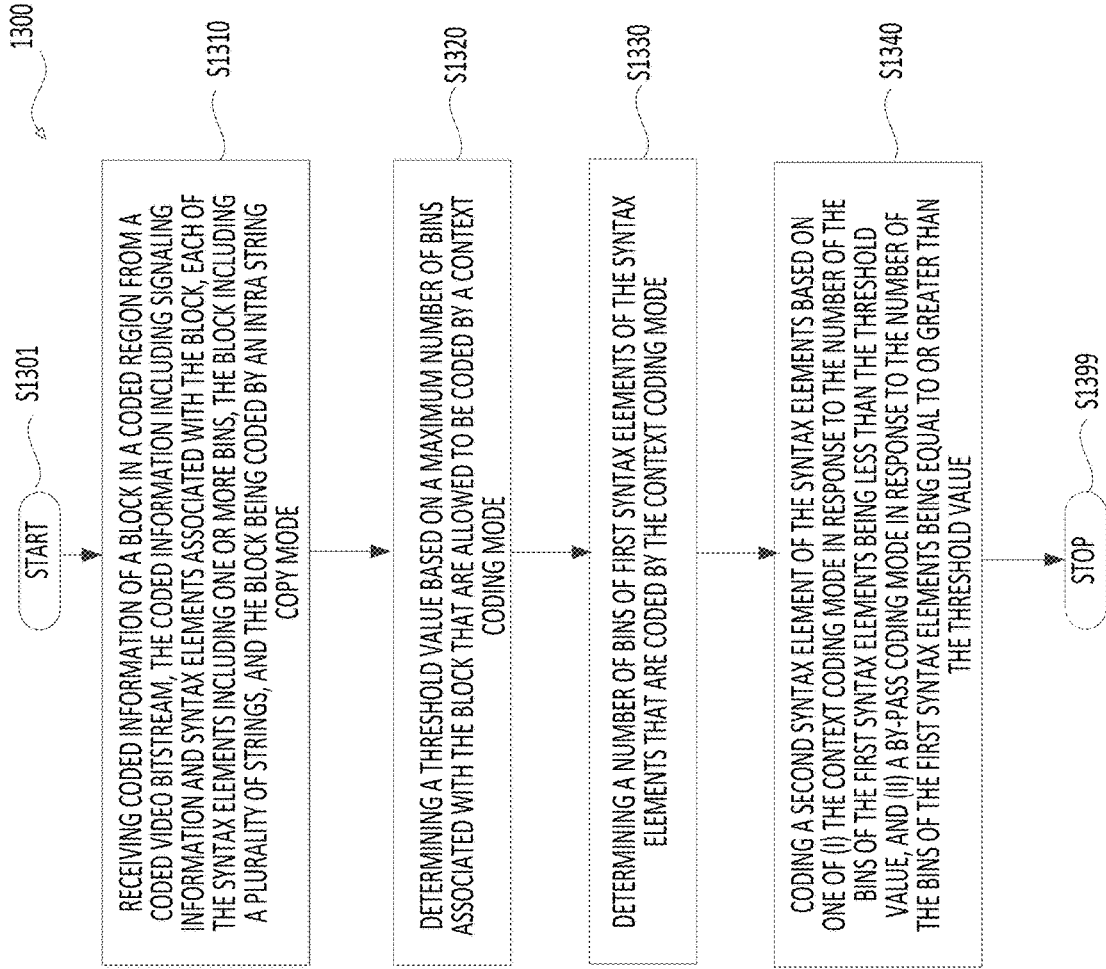 1300
START
S1301
RECEIVING CODED INFORMATION OF A BLOCK IN A CODED REGION FROM A
CODED VIDEO BITSTREAM, THE CODED INFORMATION INCLUDING SIGNALING
INFORMATION AND SYNTAX ELEMENTS ASSOCIATED WITH THE BLOCK, EACH OF
THE SYNTAX ELEMENTS INCLUDING ONE OR MORE BINS, THE BLOCK INCLUDING
A PLURALITY OF STRINGS, AND THE BLOCK BEING CODED BY AN INTRA STRING
COPY MODE
S1310
DETERMINING A THRESHOLD VALUE BASED ON A MAXIMUM NUMBER OF BINS
ASSOCIATED WITH THE BLOCK THAT ARE ALLOWED TO BE CODED BY A CONTEXT
CODING MODE
S1320
DETERMINING A NUMBER OF BINS OF FIRST SYNTAX ELEMENTS OF THE SYNTAX
ELEMENTS THAT ARE CODED BY THE CONTEXT CODING MODE
S1330
CODING A SECOND SYNTAX ELEMENT OF THE SYNTAX ELEMENTS BASED ON
ONE OF (I) THE CONTEXT CODING MODE IN RESPONSE TO THE NUMBER OF THE
BINS OF THE FIRST SYNTAX ELEMENTS BEING LESS THAN THE THRESHOLD
VALUE, AND (II) A BY-PASS CODING MODE IN RESPONSE TO THE NUMBER OF
THE BINS OF THE FIRST SYNTAX ELEMENTS BEING EQUAL TO OR GREATER THAN
THE THRESHOLD VALUE
S1340
STOP
S1399